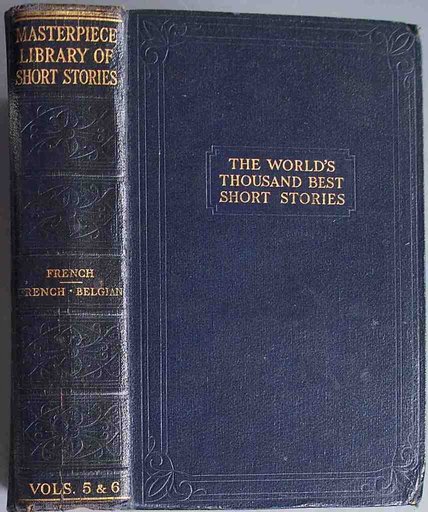 MASTERPIECE
LIBRARY OF
SHORT STORIES
FRENCH
FRENCH · BELGIAN
VOLS. 5 & 6
THE WORLD'S
THOUSAND BEST
SHORT STORIES